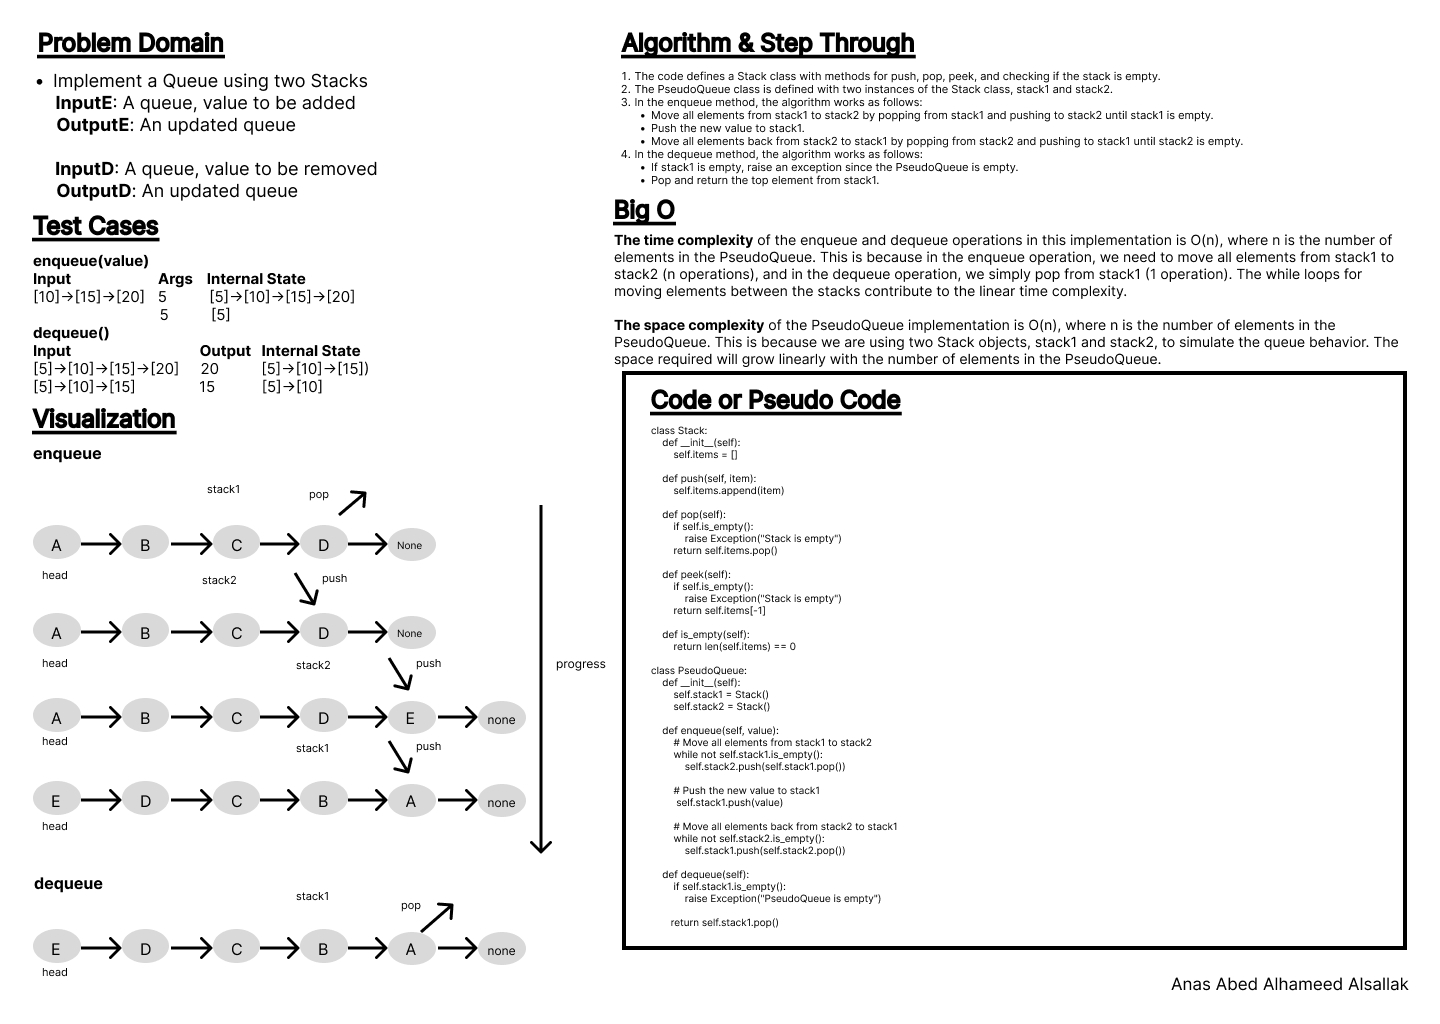 Problem Domain
• Implement a Queue using two Stacks
InputE: A queue, value to be added
OutputE: An updated queue
InputD: A queue, value to be removed
OutputD: An updated queue
Test Cases
enqueue(value)
Input Args Internal State
[10]→[15]→[20] 5 [5]→[10]→[15]→[20]
5 [5]
dequeue()
Input Output Internal State
[5]→[10]→[15]→[20] 20 [5]→[10]→[15])
[5]→[10]→[15] 15 [5]→[10]
Visualization
enqueue
stack1 pop
A B C D None
head
stack2 push
A B C D None
head
stack2 push
A B C D E none
head
stack1 push
E D C B A none
head
progress
dequeue
stack1
pop
E D C B A none
head
Algorithm & Step Through
1. The code defines a Stack class with methods for push, pop, peek, and checking if the stack is empty.
2. The PseudoQueue class is defined with two instances of the Stack class, stack1 and stack2.
3. In the enqueue method, the algorithm works as follows:
• Move all elements from stack1 to stack2 by popping from stack1 and pushing to stack2 until stack1 is empty.
• Push the new value to stack1.
• Move all elements back from stack2 to stack1 by popping from stack2 and pushing to stack1 until stack2 is empty.
4. In the dequeue method, the algorithm works as follows:
• If stack1 is empty, raise an exception since the PseudoQueue is empty.
• Pop and return the top element from stack1.
Big O
The time complexity of the enqueue and dequeue operations in this implementation is O(n), where n is the number of
elements in the PseudoQueue. This is because in the enqueue operation, we need to move all elements from stack1 to
stack2 (n operations), and in the dequeue operation, we simply pop from stack1 (1 operation). The while loops for
moving elements between the stacks contribute to the linear time complexity.
The space complexity of the PseudoQueue implementation is O(n), where n is the number of elements in the
PseudoQueue. This is because we are using two Stack objects, stack1 and stack2, to simulate the queue behavior. The
space required will grow linearly with the number of elements in the PseudoQueue.
Code or Pseudo Code
class Stack:
def __init__(self):
self.items = []
def push(self, item):
self.items.append(item)
def pop(self):
if self.is_empty():
raise Exception("Stack is empty")
return self.items.pop()
def peek(self):
if self.is_empty():
raise Exception("Stack is empty")
return self.items[-1]
def is_empty(self):
return len(self.items) == 0
class PseudoQueue:
def __init__(self):
self.stack1 = Stack()
self.stack2 = Stack()
def enqueue(self, value):
# Move all elements from stack1 to stack2
while not self.stack1.is_empty():
self.stack2.push(self.stack1.pop())
# Push the new value to stack1
self.stack1.push(value)
# Move all elements back from stack2 to stack1
while not self.stack2.is_empty():
self.stack1.push(self.stack2.pop())
def dequeue(self):
if self.stack1.is_empty():
raise Exception("PseudoQueue is empty")
return self.stack1.pop()
Anas Abed Alhameed Alsallak